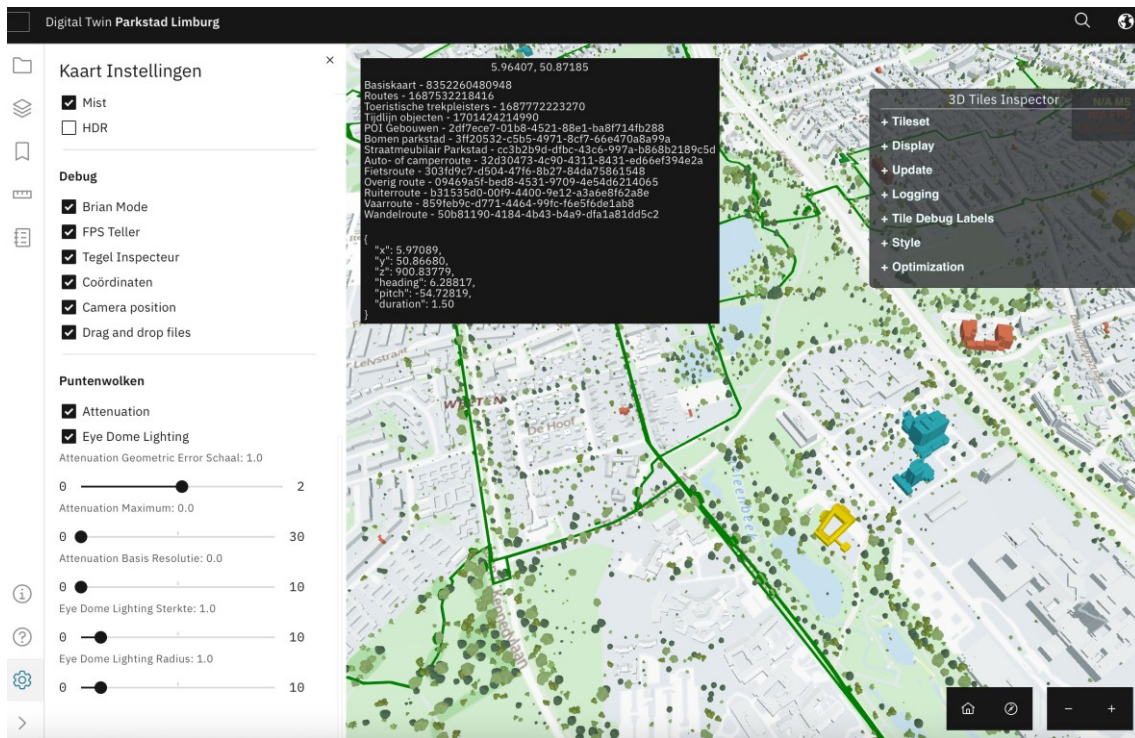 Digital Twin Parkstad Limburg
Kaart Instellingen
×
Mist
HDR
Debug
Brian Mode
FPS Teller
Tegel Inspecteur
Coördinaten
Camera position
Drag and drop files
Puntenwolken
Attenuation
Eye Dome Lighting
Attenuation Geometric Error Schaal: 1.0
0 2
Attenuation Maximum: 0.0
0 30
Attenuation Basis Resolutie: 0.0
0 10
Eye Dome Lighting Sterkte: 1.0
0 10
Eye Dome Lighting Radius: 1.0
0 10
5.96407, 50.87185
Basiskaart - 8352260480948
Routes - 1687532218416
Toeristische trekpleisters - 1687772223270
Tijdlijn objecten - 1701424214990
POI Gebouwen - 2df7ece7-01b8-4521-88e1-ba8f714fb288
Bomen parkstad - 3ff20532-c5b5-4971-8cf7-66e470a8a99a
Straatmeubilair Parkstad - cc3b2b9d-dfbc-43c6-997a-b868b2189c5d
Auto- of camperroute - 32d30473-4c90-4311-8431-ed66ef394e2a
Fietsroute - 303fd9c7-d504-47f6-8b27-84da75861548
Overig route - 09469a5f-bed8-4531-9709-4e54d6214065
Ruiterroute - b31535d0-00f9-4400-9e12-a3a6e8f62a8e
Vaarroute - 859feb9c-d771-4464-99fc-f6e5f6de1ab8
Wandelroute - 50b81190-4184-4b43-b4a9-dfa1a81dd5c2
{
"x": 5.97089,
"y": 50.86680,
"z": 900.83779,
"heading": 6.28817,
"pitch": -54.72819,
"duration": 1.50
}
3D Tiles Inspector
N/A MS
N/A FPS
+ Tileset
+ Display
+ Update
+ Logging
+ Tile Debug Labels
+ Style
+ Optimization
Lelystraat
WELTEN
De Hoof
- +